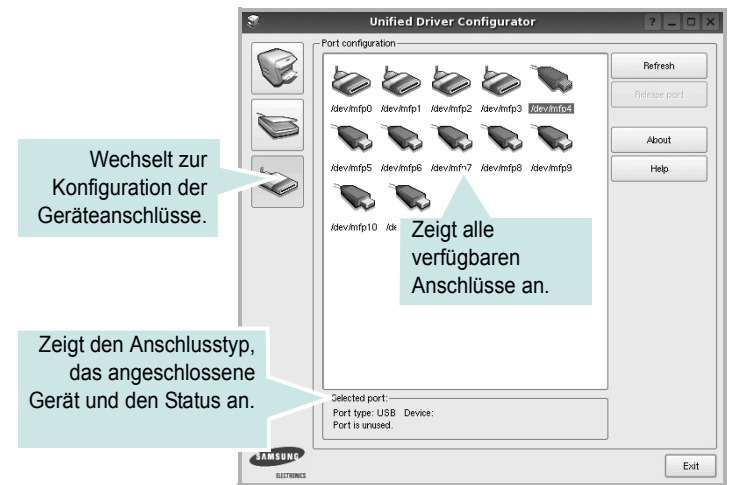 Unified Driver Configurator
Port configuration
/dev/mfp0 /dev/mfp1 /dev/mfp2 /dev/mfp3 /dev/mfp4
/dev/mfp5 /dev/mfp6 /dev/mfp7 /dev/mfp8 /dev/mfp9
/dev/mfp10
Refresh
Release port
About
Help
Wechselt zur
Konfiguration der
Geräteanschlüsse.
Zeigt alle
verfügbaren
Anschlüsse an.
Zeigt den Anschlusstyp,
das angeschlossene
Gerät und den Status an.
Selected port:
Port type: USB Device:
Port is unused.
SAMSUNG
ELECTRONICS
Exit